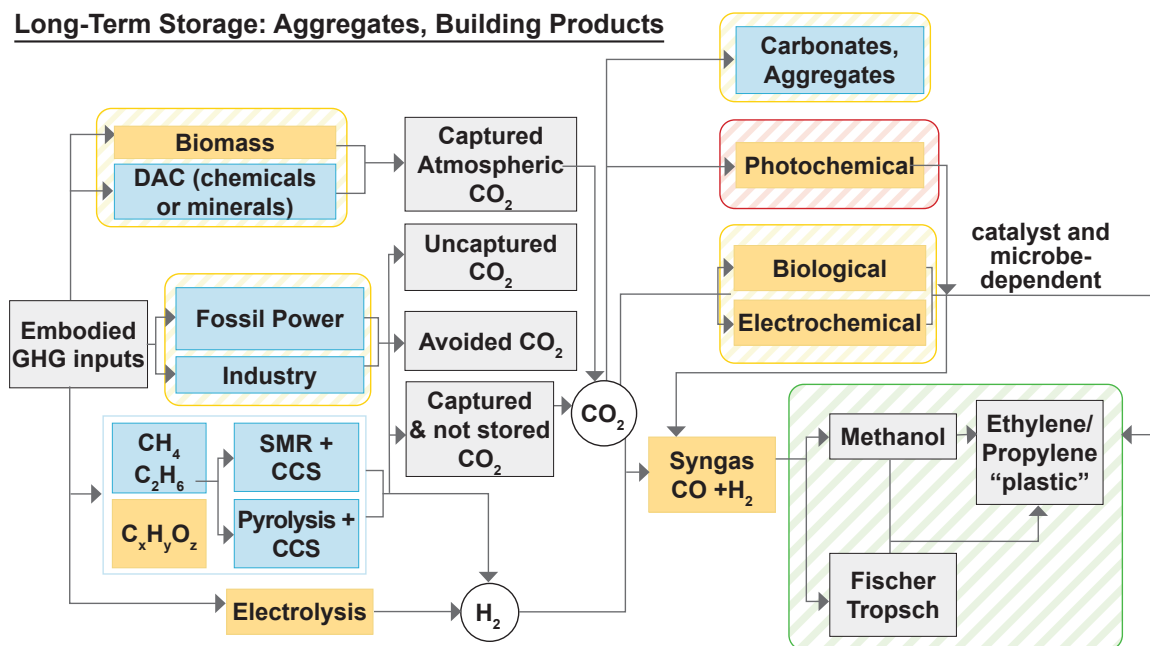 Long-Term Storage: Aggregates, Building Products
Carbonates,
Aggregates
Biomass
DAC (chemicals
or minerals)
Captured
Atmospheric
CO₂
Photochemical
Uncaptured
CO₂
catalyst and
microbe-
dependent
Biological
Electrochemical
Embodied
GHG inputs
Fossil Power
Industry
Avoided CO₂
Captured
& not stored
CO₂
CO₂
CH₄
C₂H₆
SMR +
CCS
CₓHᵧO_z
Pyrolysis +
CCS
Syngas
CO +H₂
Methanol
Ethylene/
Propylene
“plastic”
Fischer
Tropsch
Electrolysis
H₂